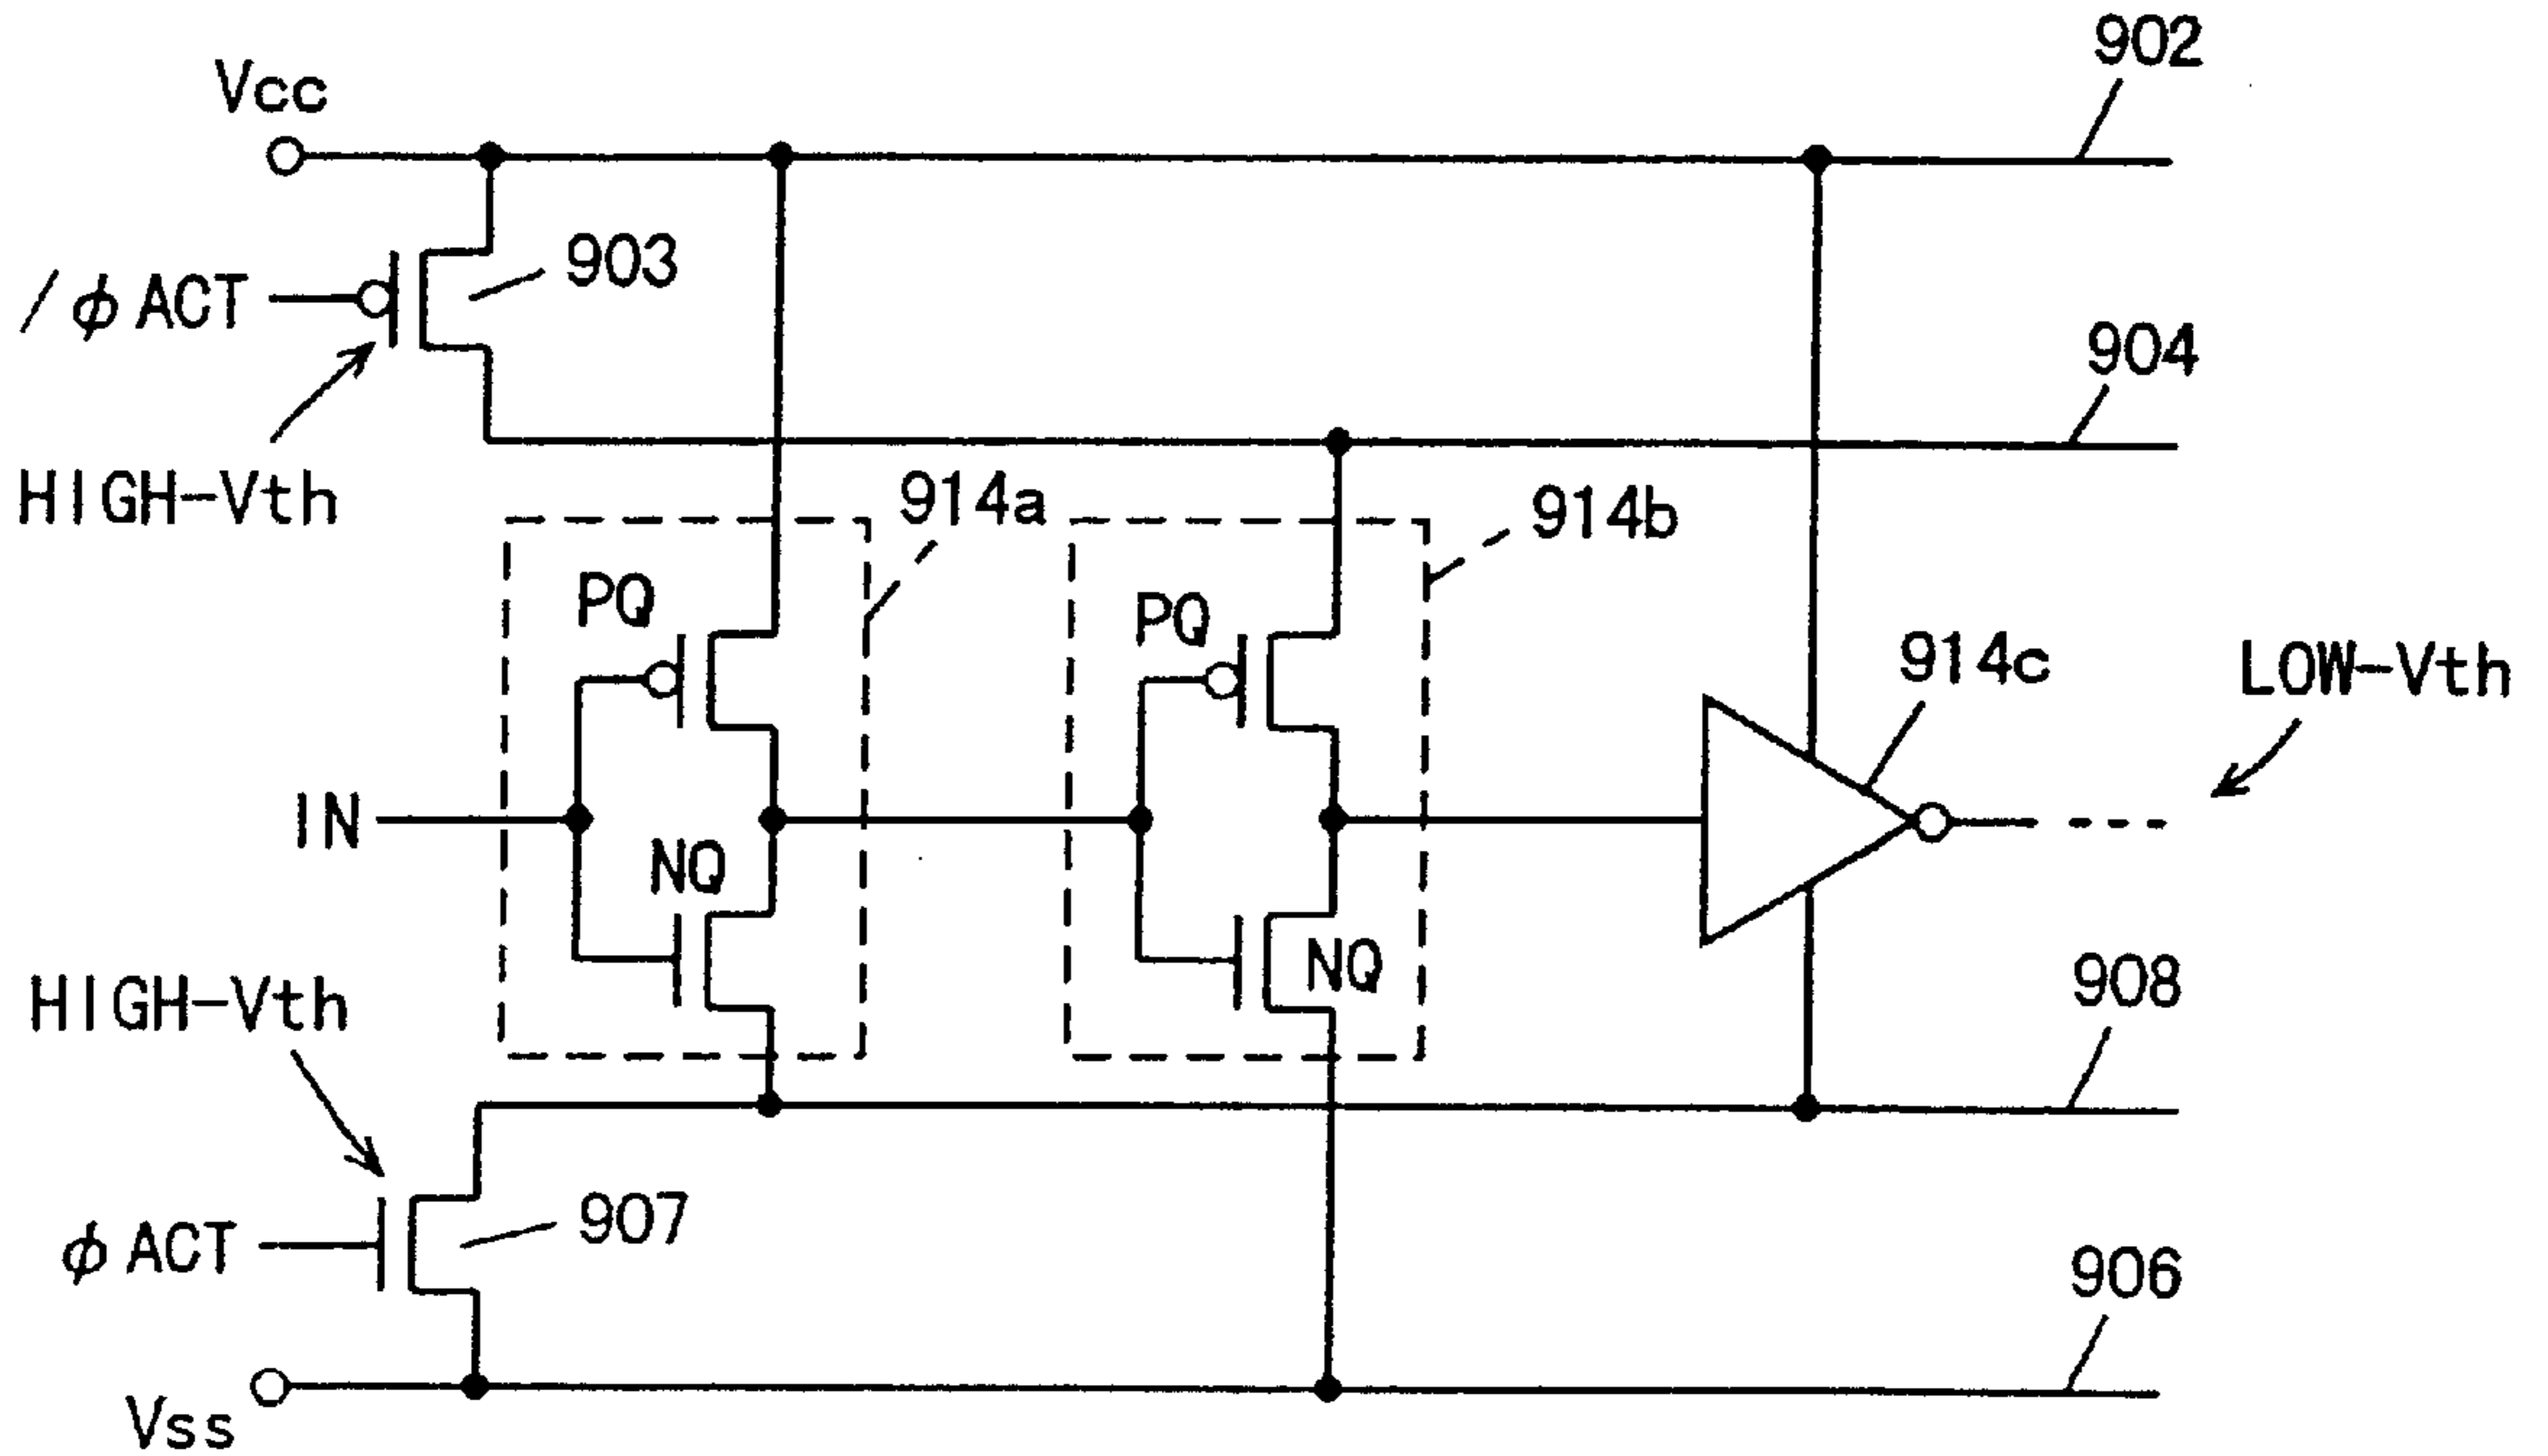 902
Vcc
903
/φACT
904
HIGH-Vth
914a
914b
PQ
PQ
914c
LOW-Vth
IN
NQ
NQ
908
HIGH-Vth
907
φACT
906
Vss